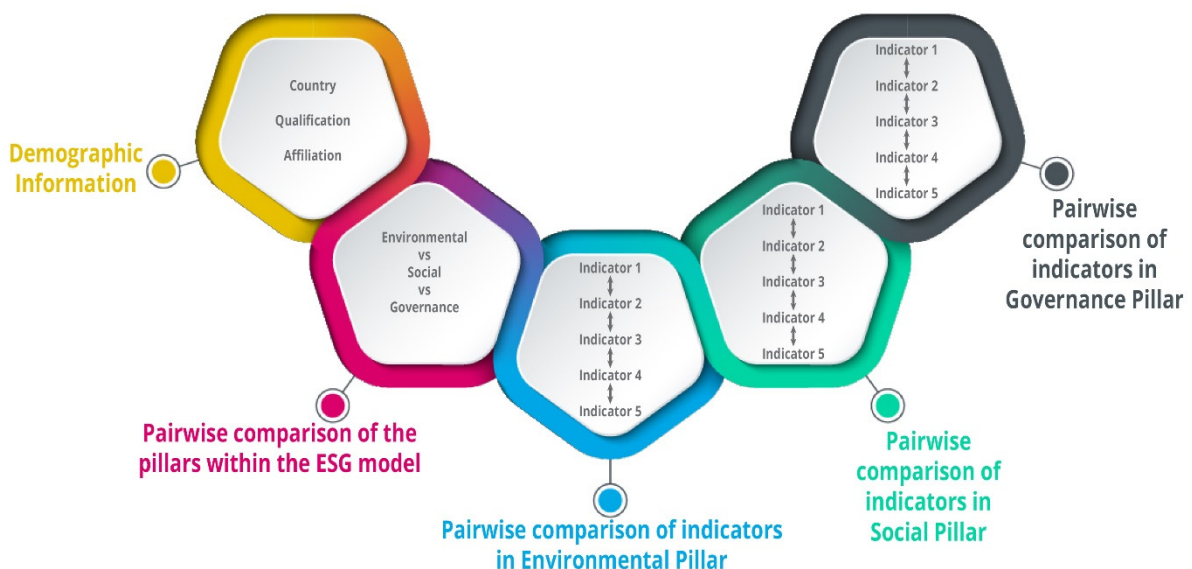 Country
Qualification
Affiliation
Demographic
Information
Environmental
vs
Social
vs
Governance
Pairwise comparison of the
pillars within the ESG model
Indicator 1
Indicator 2
Indicator 3
Indicator 4
Indicator 5
Pairwise comparison of indicators
in Environmental Pillar
Indicator 1
Indicator 2
Indicator 3
Indicator 4
Indicator 5
Pairwise
comparison of
indicators in
Social Pillar
Indicator 1
Indicator 2
Indicator 3
Indicator 4
Indicator 5
Pairwise
comparison of
indicators in
Governance Pillar